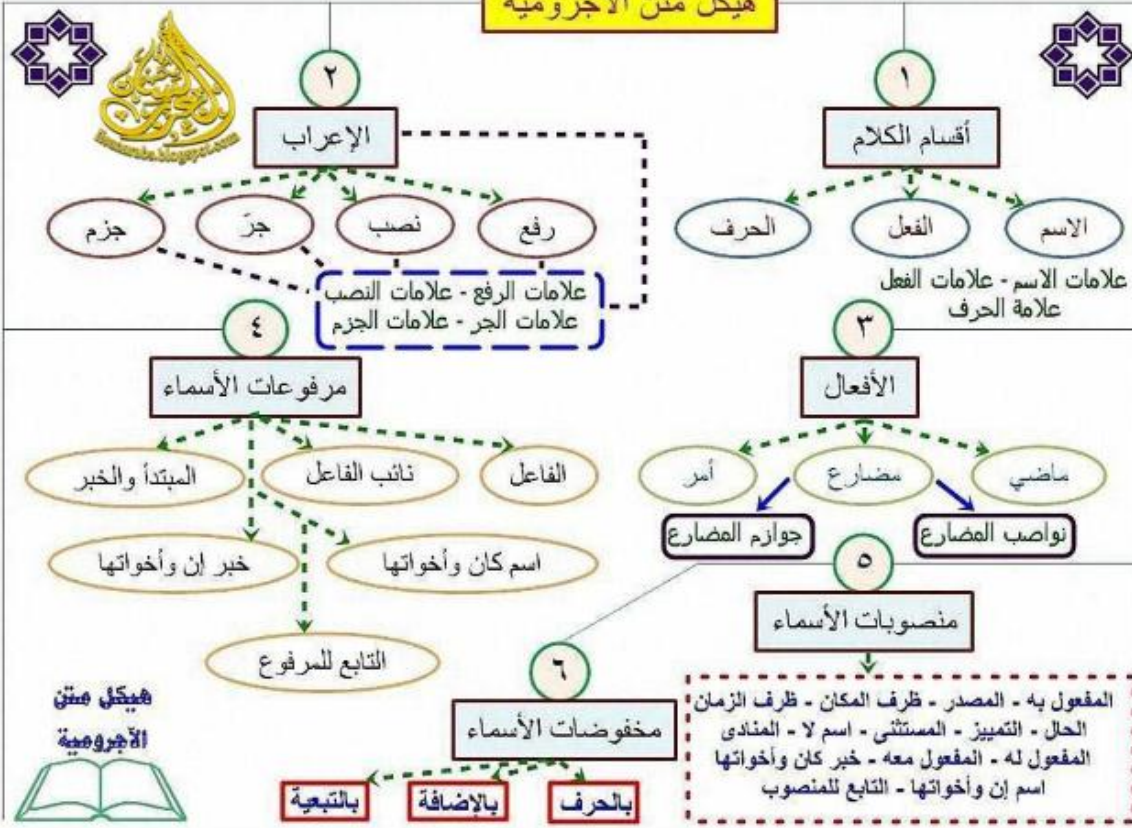 هيكل متن الآجرومية
١
أقسام الكلام
الاسم
الفعل
الحرف
علامات الاسم - علامات الفعل
علامة الحرف
٢
الإعراب
رفع
نصب
جرّ
جزم
علامات الرفع - علامات النصب
علامات الجر - علامات الجزم
٣
الأفعال
ماضي
مضارع
أمر
نواصب المضارع
جوازم المضارع
٤
مرفوعات الأسماء
الفاعل
نائب الفاعل
المبتدأ والخبر
اسم كان وأخواتها
خبر إن وأخواتها
التابع للمرفوع
٥
منصوبات الأسماء
المفعول به - المصدر - ظرف المكان - ظرف الزمان
الحال - التمييز - المستثنى - اسم لا - المنادى
المفعول له - المفعول معه - خبر كان وأخواتها
اسم إن وأخواتها - التابع للمنصوب
٦
مخفوضات الأسماء
بالحرف
بالإضافة
بالتبعية
هيكل متن
الآجرومية